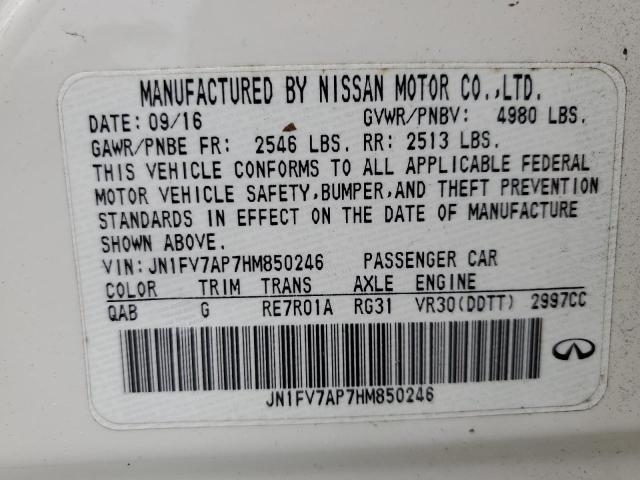 MANUFACTURED BY NISSAN MOTOR CO.,LTD.
DATE: 09/16 GVWR/PNBV: 4980 LBS.
GAWR/PNBE FR: 2546 LBS. RR: 2513 LBS.
THIS VEHICLE CONFORMS TO ALL APPLICABLE FEDERAL
MOTOR VEHICLE SAFETY,BUMPER,AND THEFT PREVENTION
STANDARDS IN EFFECT ON THE DATE OF MANUFACTURE
SHOWN ABOVE.
VIN:JN1FV7AP7HM850246 PASSENGER CAR
COLOR TRIM TRANS AXLE ENGINE
QAB G RE7R01A RG31 VR30(DDTT) 2997CC
JN1FV7AP7HM850246